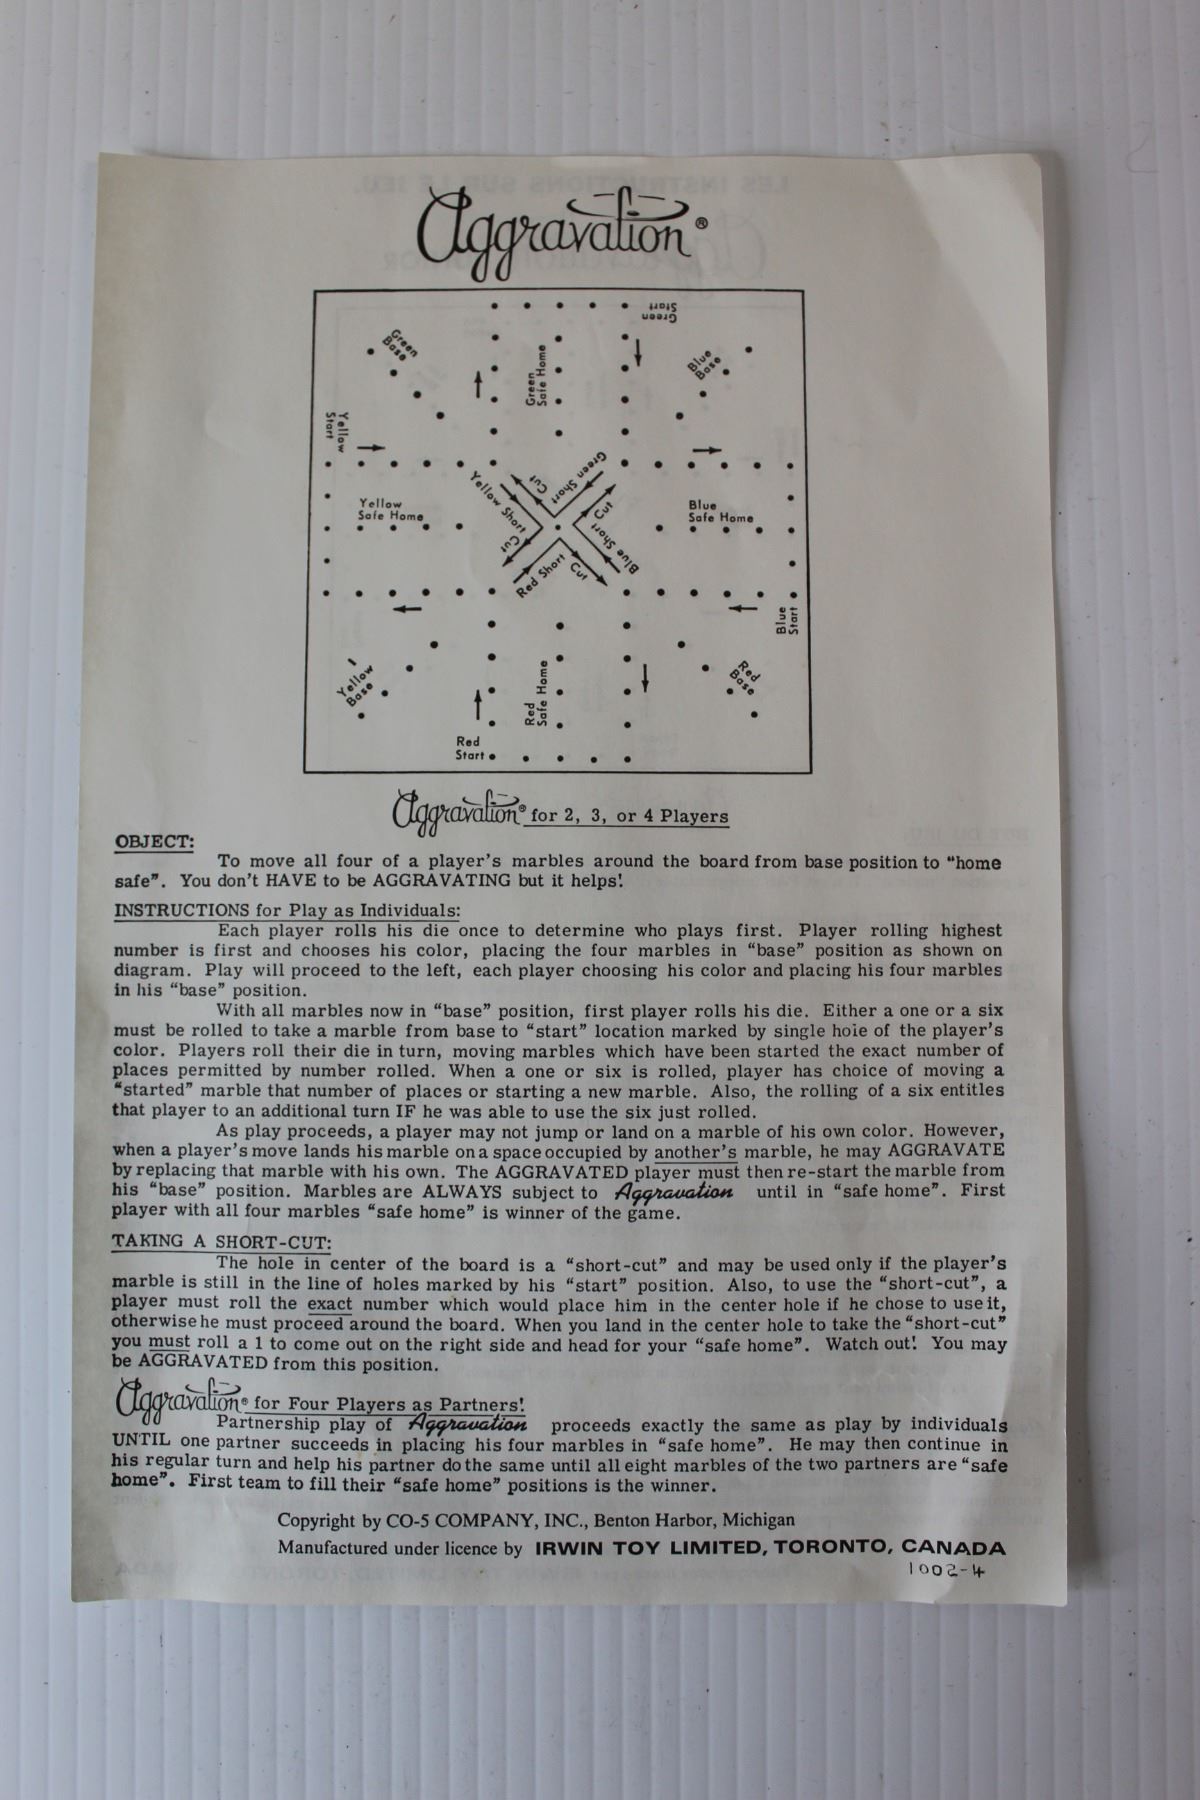 Aggravation®
Green Start
Green Base
Green Safe Home
Blue Base
Yellow Start
Green Short Cut
Yellow Short Cut
Yellow Safe Home
Blue Safe Home
Blue Short Cut
Red Short Cut
Blue Start
Yellow Base
Red Safe Home
Red Base
Red Start
Aggravation® for 2, 3, or 4 Players
OBJECT:
To move all four of a player's marbles around the board from base position to "home
safe". You don't HAVE to be AGGRAVATING but it helps!
INSTRUCTIONS for Play as Individuals:
Each player rolls his die once to determine who plays first. Player rolling highest
number is first and chooses his color, placing the four marbles in "base" position as shown on
diagram. Play will proceed to the left, each player choosing his color and placing his four marbles
in his "base" position.
With all marbles now in "base" position, first player rolls his die. Either a one or a six
must be rolled to take a marble from base to "start" location marked by single hoie of the player's
color. Players roll their die in turn, moving marbles which have been started the exact number of
places permitted by number rolled. When a one or six is rolled, player has choice of moving a
"started" marble that number of places or starting a new marble. Also, the rolling of a six entitles
that player to an additional turn IF he was able to use the six just rolled.
As play proceeds, a player may not jump or land on a marble of his own color. However,
when a player's move lands his marble on a space occupied by another's marble, he may AGGRAVATE
by replacing that marble with his own. The AGGRAVATED player must then re-start the marble from
his "base" position. Marbles are ALWAYS subject to Aggravation until in "safe home". First
player with all four marbles "safe home" is winner of the game.
TAKING A SHORT-CUT:
The hole in center of the board is a "short-cut" and may be used only if the player's
marble is still in the line of holes marked by his "start" position. Also, to use the "short-cut", a
player must roll the exact number which would place him in the center hole if he chose to use it,
otherwise he must proceed around the board. When you land in the center hole to take the "short-cut"
you must roll a 1 to come out on the right side and head for your "safe home". Watch out! You may
be AGGRAVATED from this position.
Aggravation® for Four Players as Partners!
Partnership play of Aggravation proceeds exactly the same as play by individuals
UNTIL one partner succeeds in placing his four marbles in "safe home". He may then continue in
his regular turn and help his partner do the same until all eight marbles of the two partners are "safe
home". First team to fill their "safe home" positions is the winner.
Copyright by CO-5 COMPANY, INC., Benton Harbor, Michigan
Manufactured under licence by IRWIN TOY LIMITED, TORONTO, CANADA
1002-4